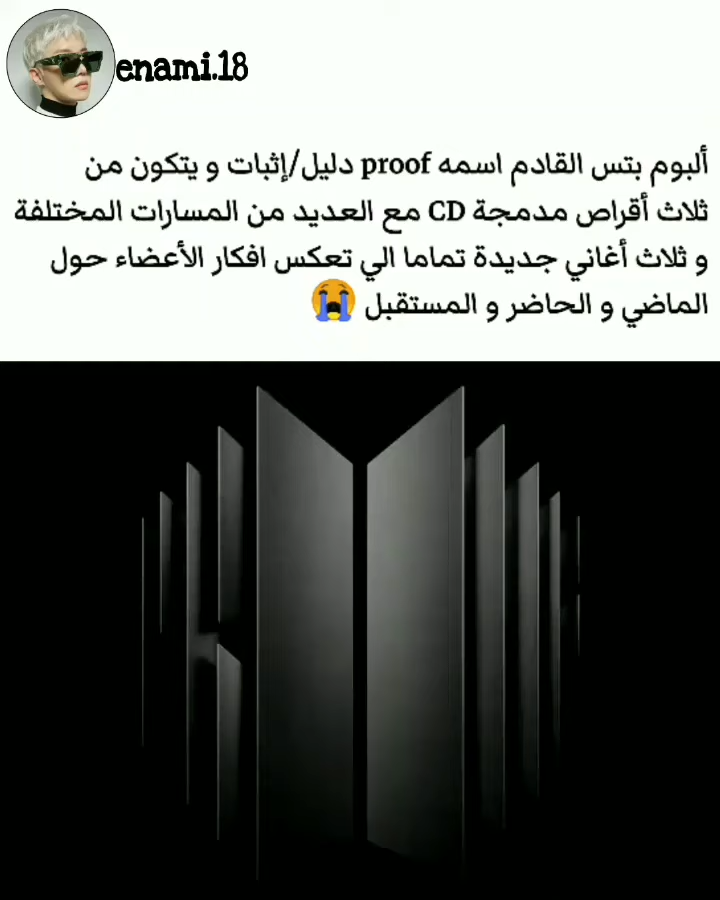 enami.18
ألبوم بتس القادم اسمه proof دليل/إثبات و يتكون من
ثلاث أقراص مدمجة CD مع العديد من المسارات المختلفة
و ثلاث أغاني جديدة تماما الي تعكس افكار الأعضاء حول
الماضي و الحاضر و المستقبل 😭